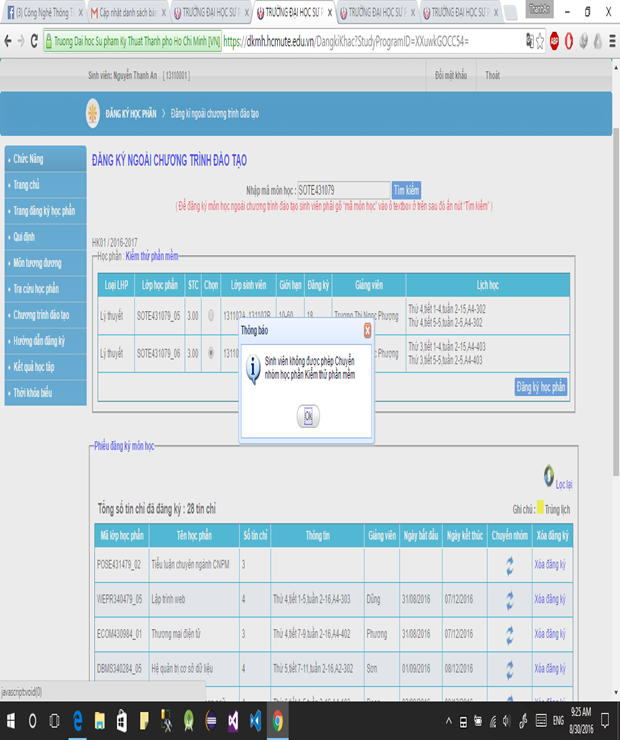 (3) Công Nghệ Thông T
Cập nhật danh sách bài
TRƯỜNG ĐẠI HỌC SƯ P
TRƯỜNG ĐẠI HỌC SƯ P
TRƯỜNG ĐẠI HỌC SƯ P
TRƯỜNG ĐẠI HỌC SƯ P
ThanhAn
Truong Dai hoc Su pham Ky Thuat Thanh pho Ho Chi Minh [VN] https://dkmh.hcmute.edu.vn/DangkiKhac?StudyProgramID=XXuwkGOCC54=
Sinh viên: Nguyễn Thanh An [ 13110001 ]
Đổi mật khẩu
Thoát
ĐĂNG KÝ HỌC PHẦN > Đăng kí ngoài chương trình đào tạo
Chức Năng
Trang chủ
Trang đăng ký học phần
Qui định
Môn tương đương
Tra cứu học phần
Chương trình đào tạo
Hướng dẫn đăng ký
Kết quả học tập
Thời khóa biểu
ĐĂNG KÝ NGOÀI CHƯƠNG TRÌNH ĐÀO TẠO
Nhập mã môn học : SOTE431079 Tìm kiếm
( Để đăng ký môn học ngoài chương trình đào tạo sinh viên phải gõ "mã môn học" vào ô textbox ở trên sau đó ấn nút "Tìm kiếm" )
HK01 / 2016-2017
Học phần : Kiểm thử phần mềm
Loại LHP Lớp học phần STC Chọn Lớp sinh viên Giới hạn Đăng ký Giảng viên Lịch học
Lý thuyết SOTE431079_05 3.00 131102A, 131102B 10-60 18 Trương Thị Ngọc Phượng Thứ 4,tiết 1-4,tuần 2-15,A4-302
Thứ 4,tiết 5-5,tuần 2-5,A4-302
Lý thuyết SOTE431079_06 3.00 13110 Phượng Thứ 3,tiết 1-4,tuần 2-15,A4-403
Thứ 3,tiết 5-5,tuần 2-5,A4-403
Đăng ký học phần
Thông báo
Sinh viên không được phép Chuyển
nhóm học phần Kiểm thử phần mềm
Ok
Phiếu đăng ký môn học
Lọc lại
Tổng số tín chỉ đã đăng ký : 28 tín chỉ
Ghi chú : Trùng lịch
Mã lớp học phần Tên học phần Số tín chỉ Thông tin Giảng viên Ngày bắt đầu Ngày kết thúc Chuyển nhóm Xóa đăng ký
POSE431479_02 Tiểu luận chuyên ngành CNPM 3 Xóa đăng ký
WEPR340479_05 Lập trình web 4 Thứ 4,tiết 1-5,tuần 2-16,A4-303 Dũng 31/08/2016 07/12/2016 Xóa đăng ký
ECOM430984_01 Thương mại điện tử 3 Thứ 4,tiết 7-9,tuần 2-16,A4-402 Phương 31/08/2016 07/12/2016 Xóa đăng ký
DBMS340284_05 Hệ quản trị cơ sở dữ liệu 4 Thứ 5,tiết 7-11,tuần 2-16,A2-302 Sơn 01/09/2016 08/12/2016 Xóa đăng ký
javascript:void(0)
ENG
9:25 AM
8/30/2016